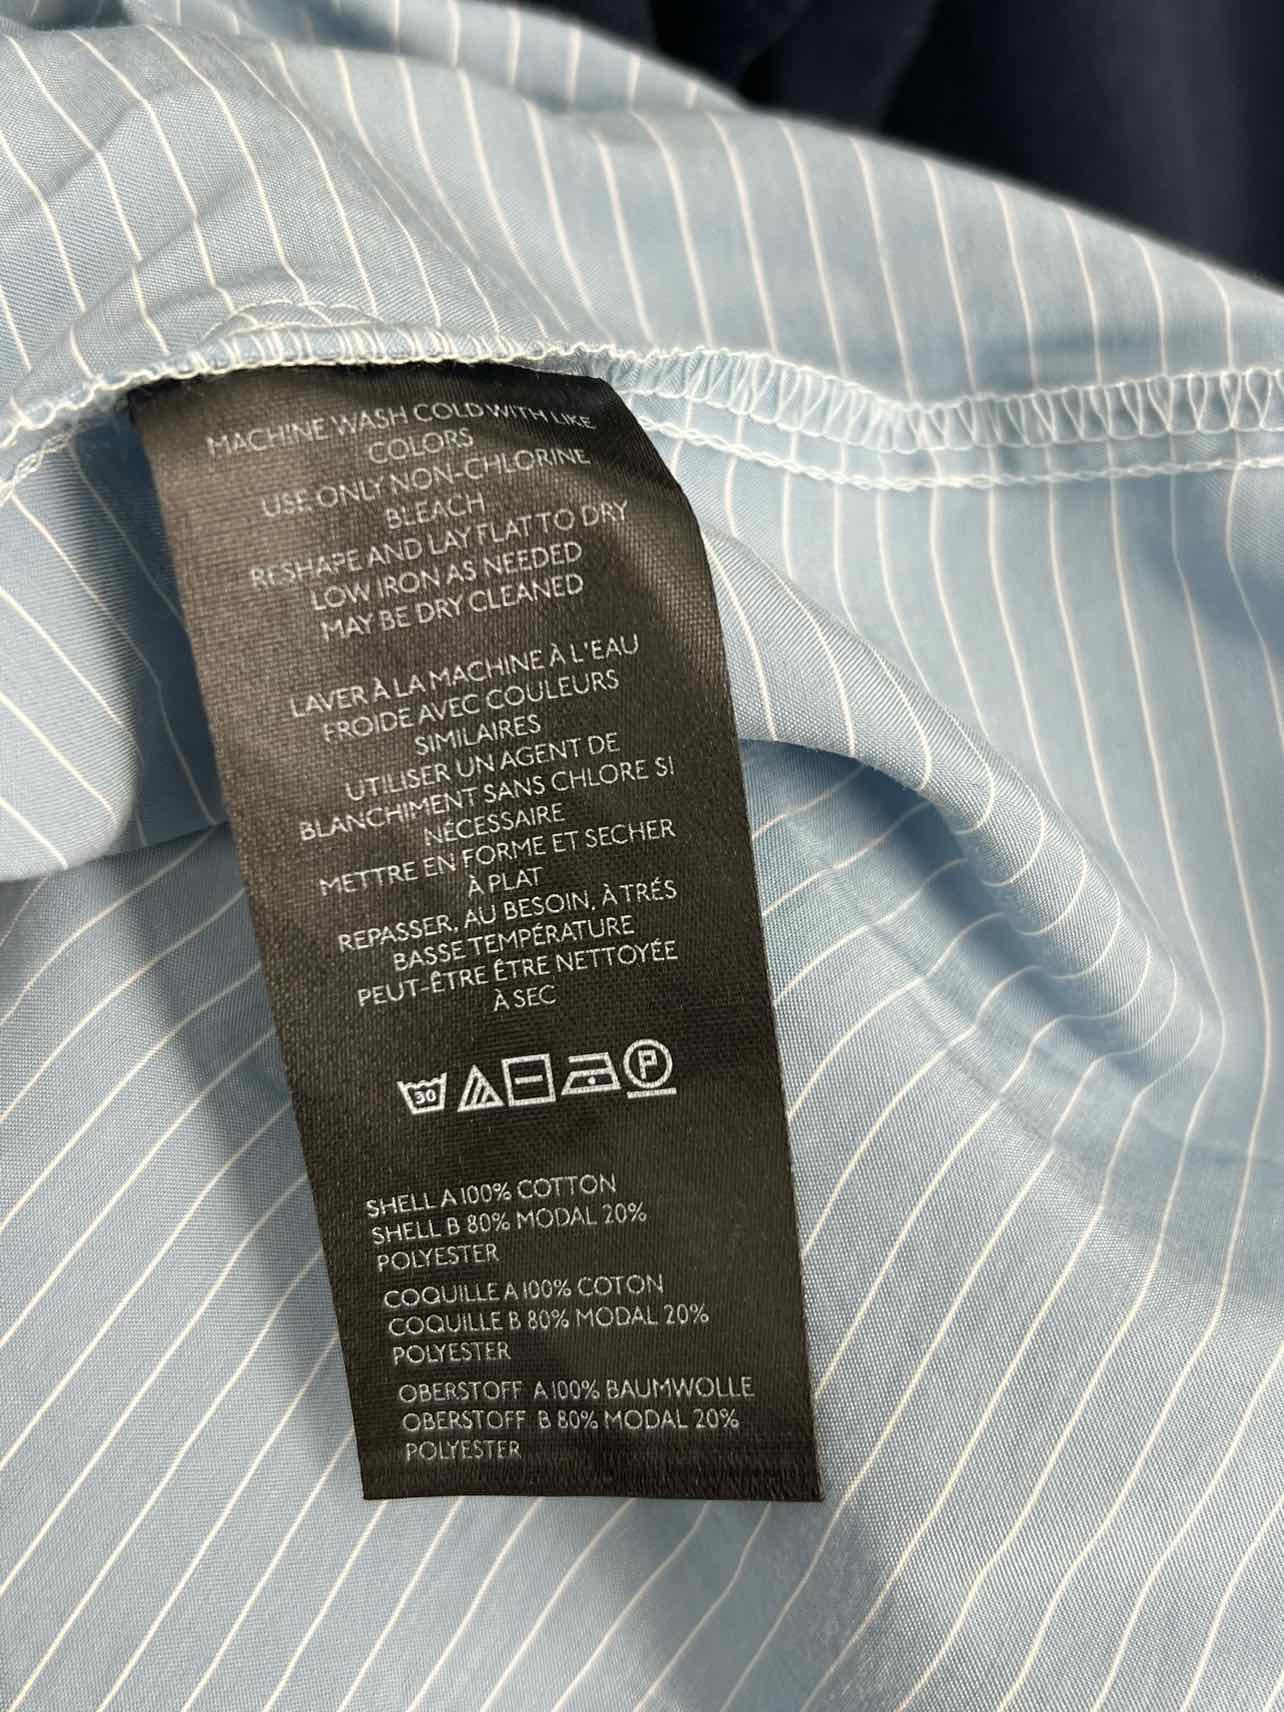 MACHINE WASH COLD WITH LIKE
COLORS
USE ONLY NON-CHLORINE
BLEACH
RESHAPE AND LAY FLAT TO DRY
LOW IRON AS NEEDED
MAY BE DRY CLEANED
LAVER À LA MACHINE À L'EAU
FROIDE AVEC COULEURS
SIMILAIRES
UTILISER UN AGENT DE
BLANCHIMENT SANS CHLORE SI
NÉCESSAIRE
METTRE EN FORME ET SECHER
À PLAT
REPASSER, AU BESOIN, À TRÉS
BASSE TEMPÉRATURE
PEUT-ÊTRE ÊTRE NETTOYÉE
À SEC
30 P
SHELL A 100% COTTON
SHELL B 80% MODAL 20%
POLYESTER
COQUILLE A 100% COTON
COQUILLE B 80% MODAL 20%
POLYESTER
OBERSTOFF A 100% BAUMWOLLE
OBERSTOFF B 80% MODAL 20%
POLYESTER